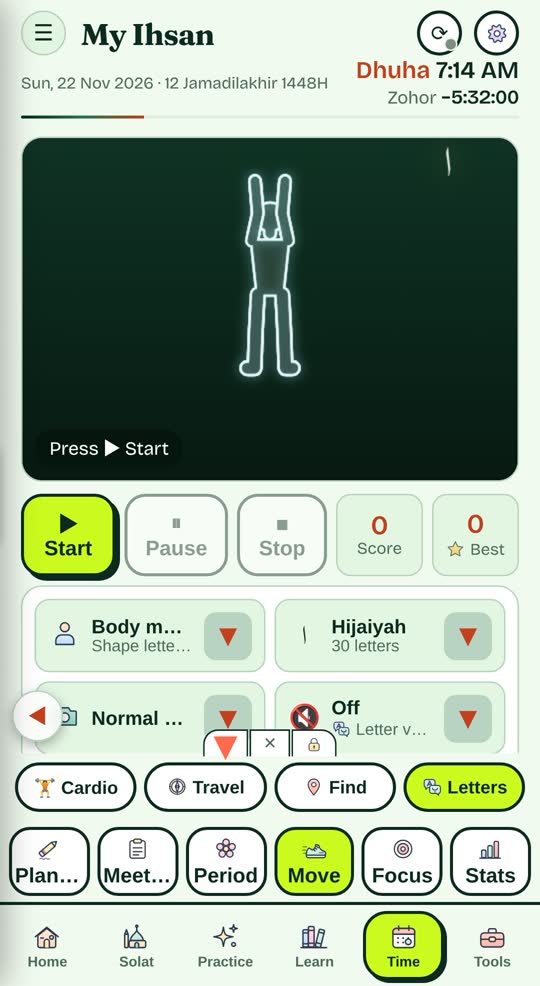 My Ihsan
Sun, 22 Nov 2026 · 12 Jamadilakhir 1448H
Dhuha 7:14 AM
Zohor −5:32:00
ا
Press ▶ Start
Start
Pause
Stop
0
Score
0
Best
Body m...
Shape lette...
ا
Hijaiyah
30 letters
Normal ...
Off
Letter v...
Cardio
Travel
Find
Letters
Plan...
Meet...
Period
Move
Focus
Stats
Home
Solat
Practice
Learn
Time
Tools